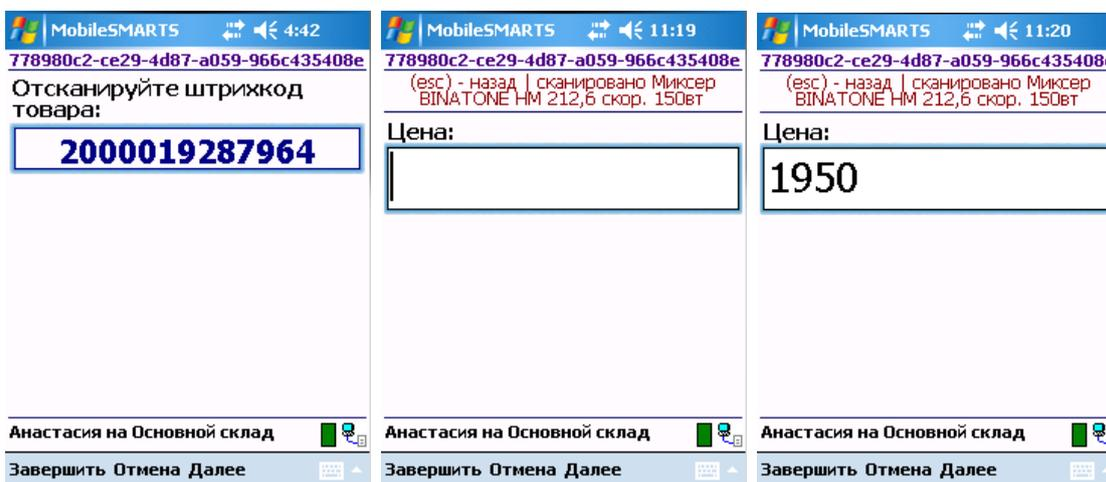 MobileSMARTS 4:42
778980c2-ce29-4d87-a059-966c435408e
Отсканируйте штрихкод
товара:
2000019287964
Анастасия на Основной склад
Завершить Отмена Далее
MobileSMARTS 11:19
778980c2-ce29-4d87-a059-966c435408e
(esc) - назад | сканировано Миксер
BINATONE HM 212,6 скор. 150вт
Цена:
Анастасия на Основной склад
Завершить Отмена Далее
MobileSMARTS 11:20
778980c2-ce29-4d87-a059-966c435408e
(esc) - назад | сканировано Миксер
BINATONE HM 212,6 скор. 150вт
Цена:
1950
Анастасия на Основной склад
Завершить Отмена Далее